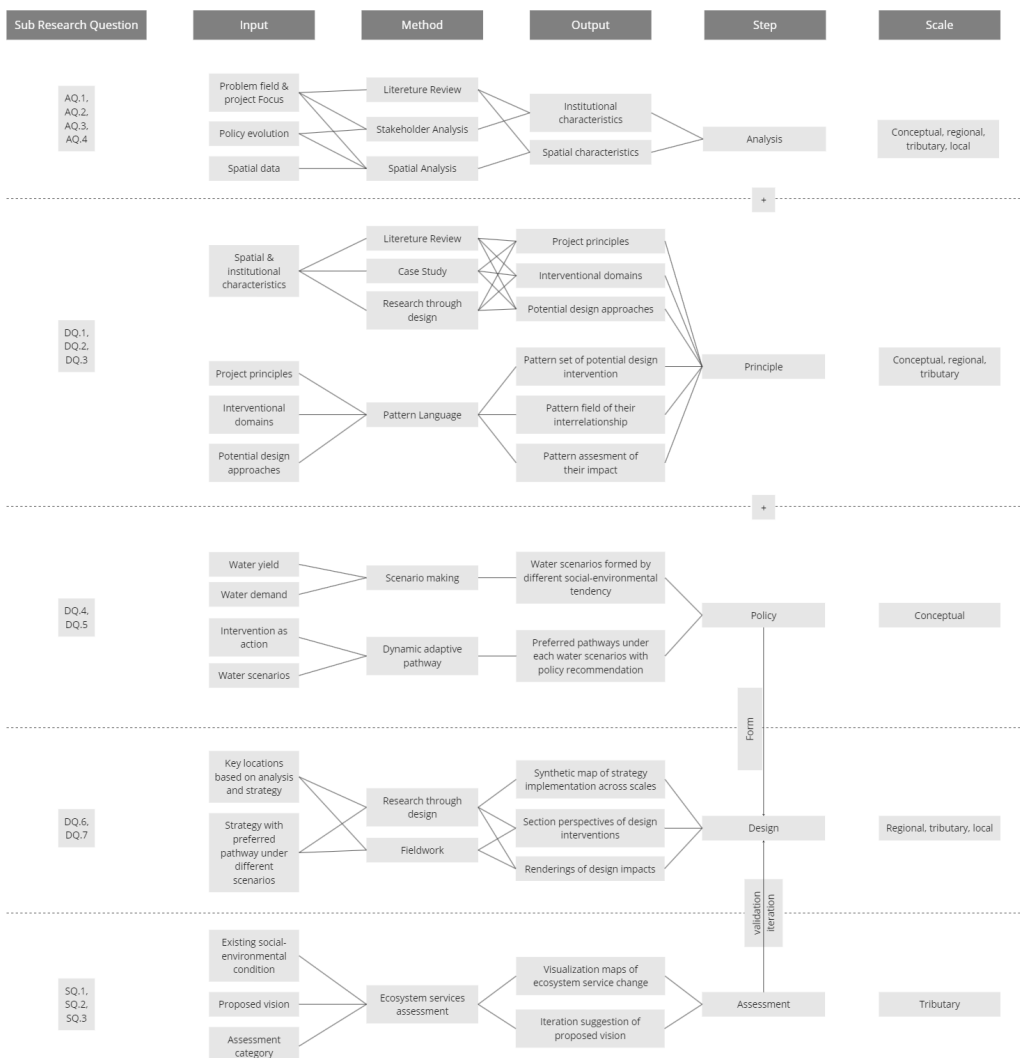 Sub Research Question
Input
Method
Output
Step
Scale
AQ.1,
AQ.2,
AQ.3,
AQ.4
Problem field &
project Focus
Policy evolution
Spatial data
Litereture Review
Stakeholder Analysis
Spatial Analysis
Institutional
characteristics
Spatial characteristics
Analysis
Conceptual, regional,
tributary, local
+
DQ.1,
DQ.2,
DQ.3
Spatial &
institutional
characteristics
Litereture Review
Case Study
Research through
design
Project principles
Interventional domains
Potential design approaches
Project principles
Interventional
domains
Potential design
approaches
Pattern Language
Pattern set of potential design
intervention
Pattern field of their
interrelationship
Pattern assesment of
their impact
Principle
Conceptual, regional,
tributary
+
DQ.4,
DQ.5
Water yield
Water demand
Intervention as
action
Water scenarios
Scenario making
Dynamic adaptive
pathway
Water scenarios formed by
different social-environmental
tendency
Preferred pathways under
each water scenarios with
policy recommendation
Policy
Conceptual
Form
DQ.6,
DQ.7
Key locations
based on analysis
and strategy
Strategy with
preferred
pathway under
different
scenarios
Research through
design
Fieldwork
Synthetic map of strategy
implementation across scales
Section perspectives of design
interventions
Renderings of design impacts
Design
Regional, tributary, local
validation
iteration
SQ.1,
SQ.2,
SQ.3
Existing social-
environmental
condition
Proposed vision
Assessment
category
Ecosystem services
assessment
Visualization maps of
ecosystem service change
Iteration suggestion of
proposed vision
Assessment
Tributary